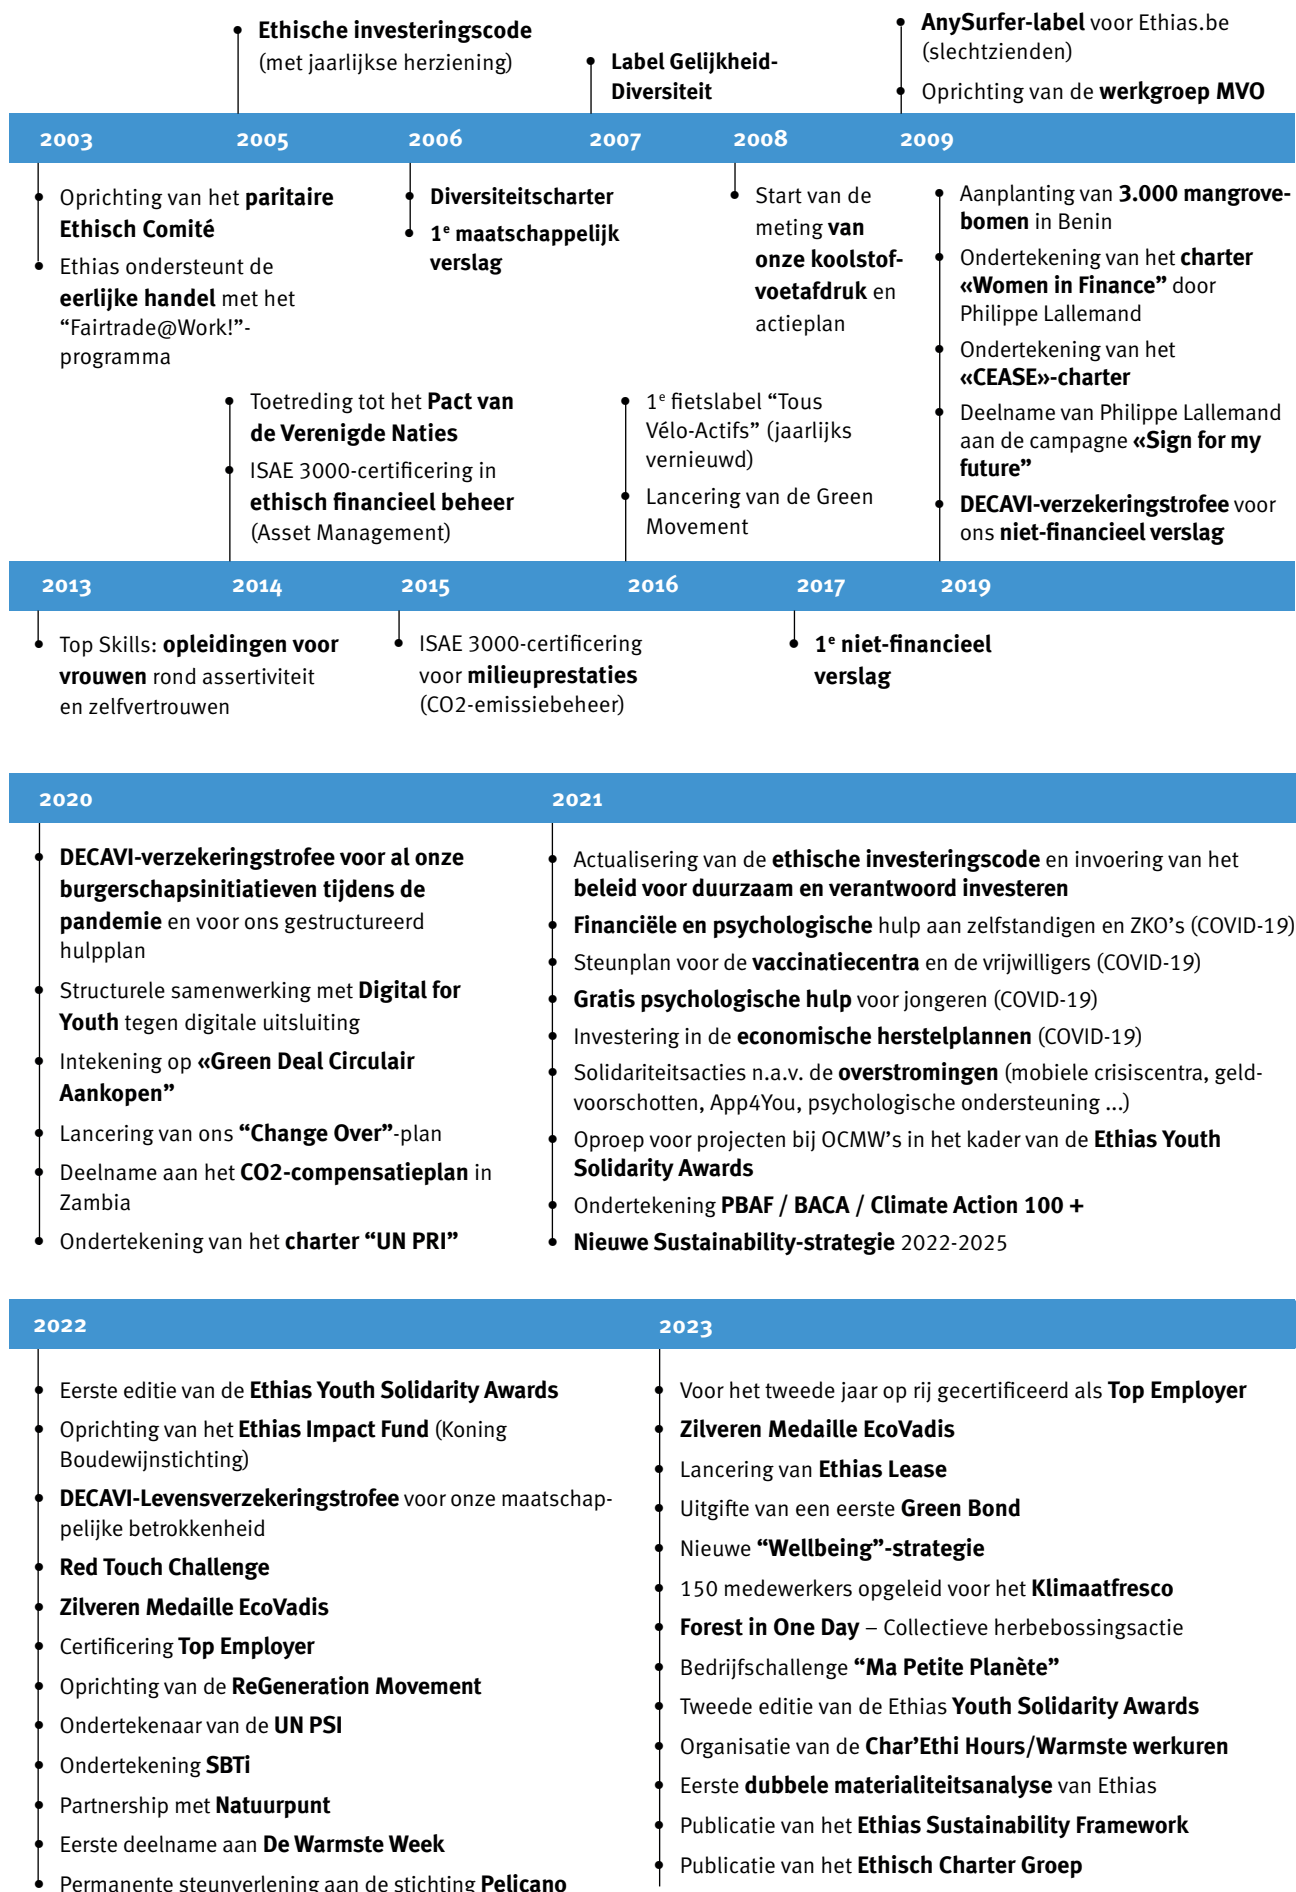 Ethische investeringscode
(met jaarlijkse herziening)
Label Gelijkheid-
Diversiteit
AnySurfer-label voor Ethias.be
(slechtzienden)
Oprichting van de werkgroep MVO
2003 2005 2006 2007 2008 2009
Oprichting van het paritaire
Ethisch Comité
Ethias ondersteunt de
eerlijke handel met het
“Fairtrade@Work!”-
programma
Diversiteitscharter
1e maatschappelijk
verslag
Start van de
meting van
onze koolstof-
voetafdruk en
actieplan
Toetreding tot het Pact van
de Verenigde Naties
ISAE 3000-certificering in
ethisch financieel beheer
(Asset Management)
1e fietslabel “Tous
Vélo-Actifs” (jaarlijks
vernieuwd)
Lancering van de Green
Movement
Aanplanting van 3.000 mangrove-
bomen in Benin
Ondertekening van het charter
«Women in Finance” door
Philippe Lallemand
Ondertekening van het
«CEASE»-charter
Deelname van Philippe Lallemand
aan de campagne «Sign for my
future”
DECAVI-verzekeringstrofee voor
ons niet-financieel verslag
2013 2014 2015 2016 2017 2019
Top Skills: opleidingen voor
vrouwen rond assertiviteit
en zelfvertrouwen
ISAE 3000-certificering
voor milieuprestaties
(CO2-emissiebeheer)
1e niet-financieel
verslag
2020
DECAVI-verzekeringstrofee voor al onze
burgerschapsinitiatieven tijdens de
pandemie en voor ons gestructureerd
hulpplan
Structurele samenwerking met Digital for
Youth tegen digitale uitsluiting
Intekening op «Green Deal Circulair
Aankopen”
Lancering van ons “Change Over”-plan
Deelname aan het CO2-compensatieplan in
Zambia
Ondertekening van het charter “UN PRI”
2021
Actualisering van de ethische investeringscode en invoering van het
beleid voor duurzaam en verantwoord investeren
Financiële en psychologische hulp aan zelfstandigen en ZKO’s (COVID-19)
Steunplan voor de vaccinatiecentra en de vrijwilligers (COVID-19)
Gratis psychologische hulp voor jongeren (COVID-19)
Investering in de economische herstelplannen (COVID-19)
Solidariteitsacties n.a.v. de overstromingen (mobiele crisiscentra, geld-
voorschotten, App4You, psychologische ondersteuning ...)
Oproep voor projecten bij OCMW’s in het kader van de Ethias Youth
Solidarity Awards
Ondertekening PBAF / BACA / Climate Action 100 +
Nieuwe Sustainability-strategie 2022-2025
2022
Eerste editie van de Ethias Youth Solidarity Awards
Oprichting van het Ethias Impact Fund (Koning
Boudewijnstichting)
DECAVI-Levensverzekeringstrofee voor onze maatschap-
pelijke betrokkenheid
Red Touch Challenge
Zilveren Medaille EcoVadis
Certificering Top Employer
Oprichting van de ReGeneration Movement
Ondertekenaar van de UN PSI
Ondertekening SBTi
Partnership met Natuurpunt
Eerste deelname aan De Warmste Week
Permanente steunverlening aan de stichting Pelicano
2023
Voor het tweede jaar op rij gecertificeerd als Top Employer
Zilveren Medaille EcoVadis
Lancering van Ethias Lease
Uitgifte van een eerste Green Bond
Nieuwe “Wellbeing”-strategie
150 medewerkers opgeleid voor het Klimaatfresco
Forest in One Day – Collectieve herbebossingsactie
Bedrijfschallenge “Ma Petite Planète”
Tweede editie van de Ethias Youth Solidarity Awards
Organisatie van de Char’Ethi Hours/Warmste werkuren
Eerste dubbele materialiteitsanalyse van Ethias
Publicatie van het Ethias Sustainability Framework
Publicatie van het Ethisch Charter Groep